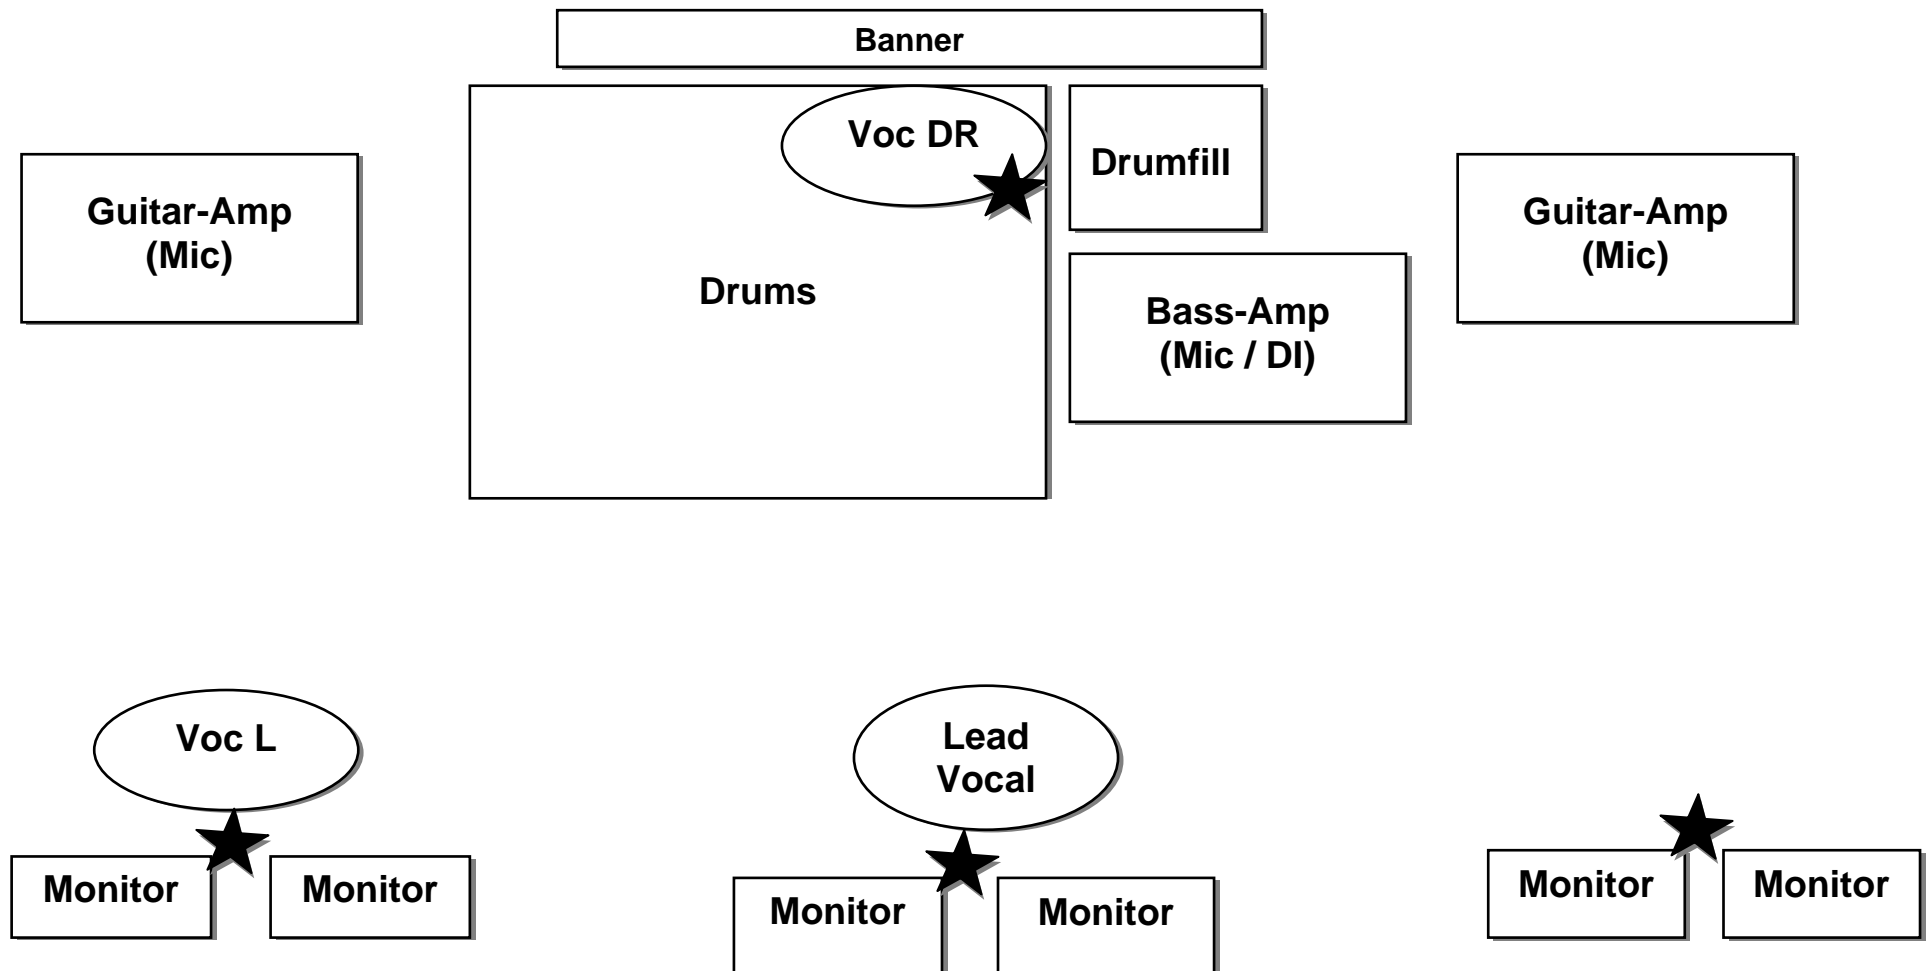 Banner
Voc DR
Drumfill
Guitar-Amp
(Mic)
Guitar-Amp
(Mic)
Drums
Bass-Amp
(Mic / DI)
Voc L
Lead
Vocal
Monitor
Monitor
Monitor
Monitor
Monitor
Monitor